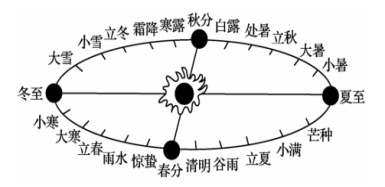 秋分
白露
处暑
立秋
大暑
小暑
夏至
芒种
小满
立夏
谷雨
清明
春分
惊蛰
雨水
立春
大寒
小寒
冬至
大雪
小雪
立冬
霜降
寒露